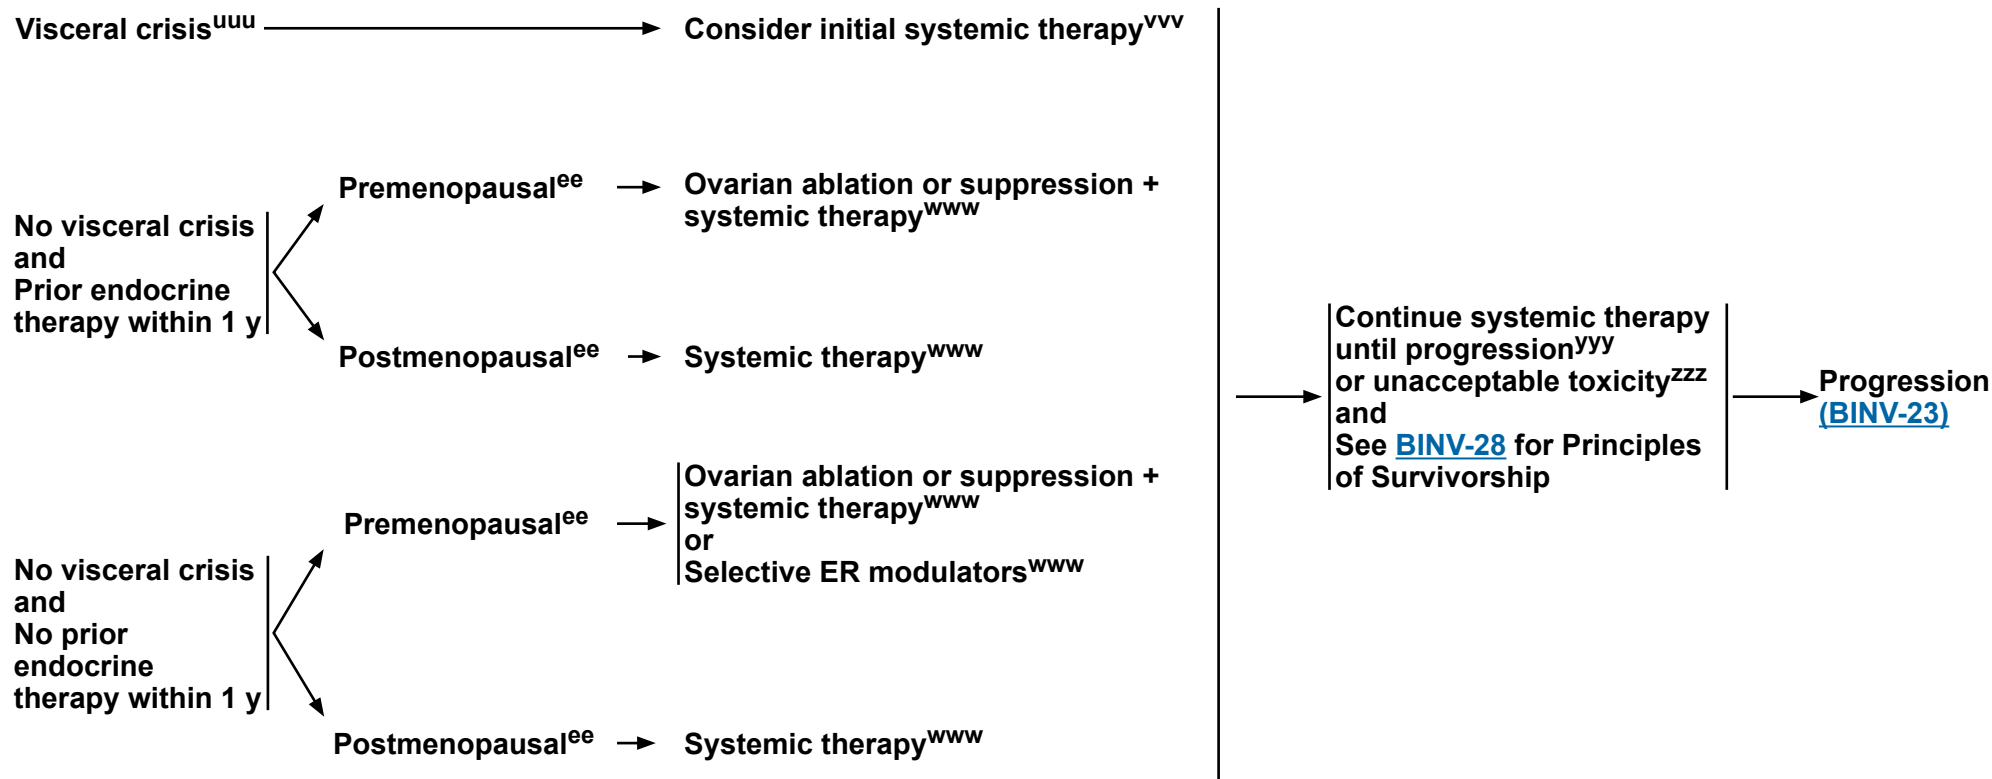 Visceral crisisuuu
Consider initial systemic therapyvvv
No visceral crisis
and
Prior endocrine
therapy within 1 y
Premenopausalee
Ovarian ablation or suppression +
systemic therapywww
Postmenopausalee
Systemic therapywww
No visceral crisis
and
No prior
endocrine
therapy within 1 y
Premenopausalee
Ovarian ablation or suppression +
systemic therapywww
or
Selective ER modulatorswww
Postmenopausalee
Systemic therapywww
Continue systemic therapy
until progressionyyy
or unacceptable toxicityzzz
and
See BINV-28 for Principles
of Survivorship
Progression
(BINV-23)